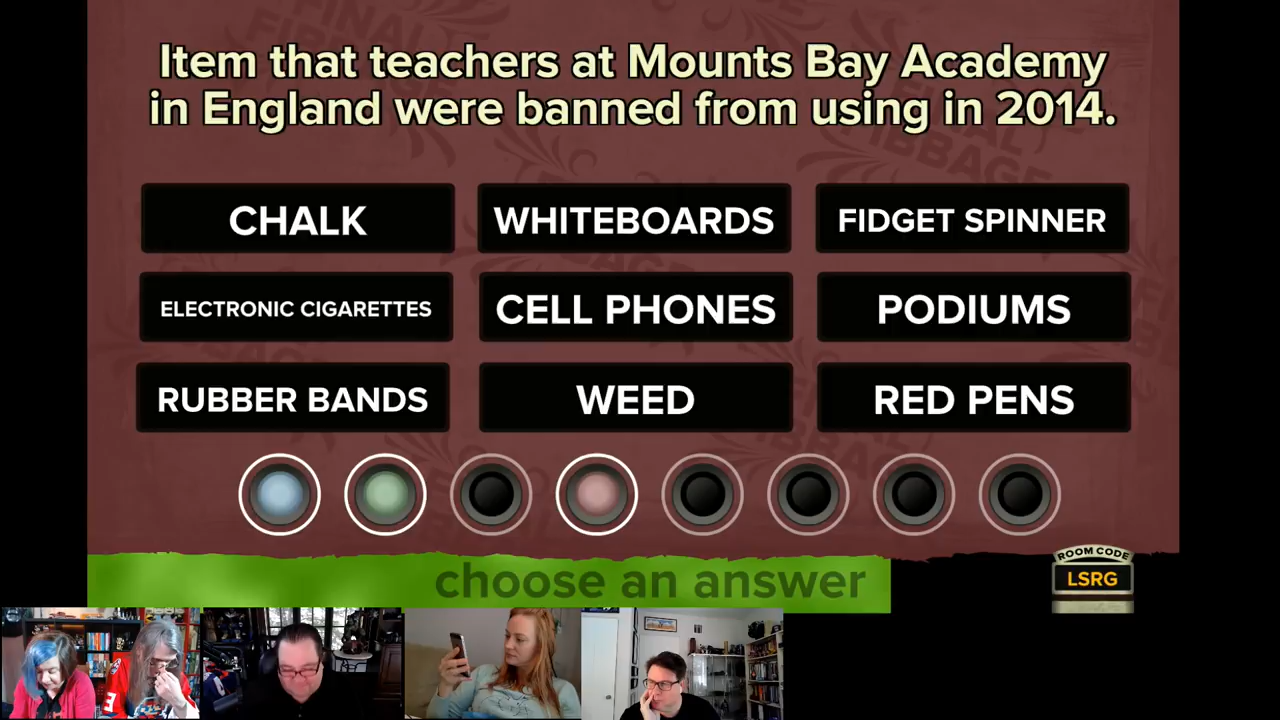 Item that teachers at Mounts Bay Academy
in England were banned from using in 2014.
CHALK
WHITEBOARDS
FIDGET SPINNER
ELECTRONIC CIGARETTES
CELL PHONES
PODIUMS
RUBBER BANDS
WEED
RED PENS
choose an answer
ROOM CODE
LSRG